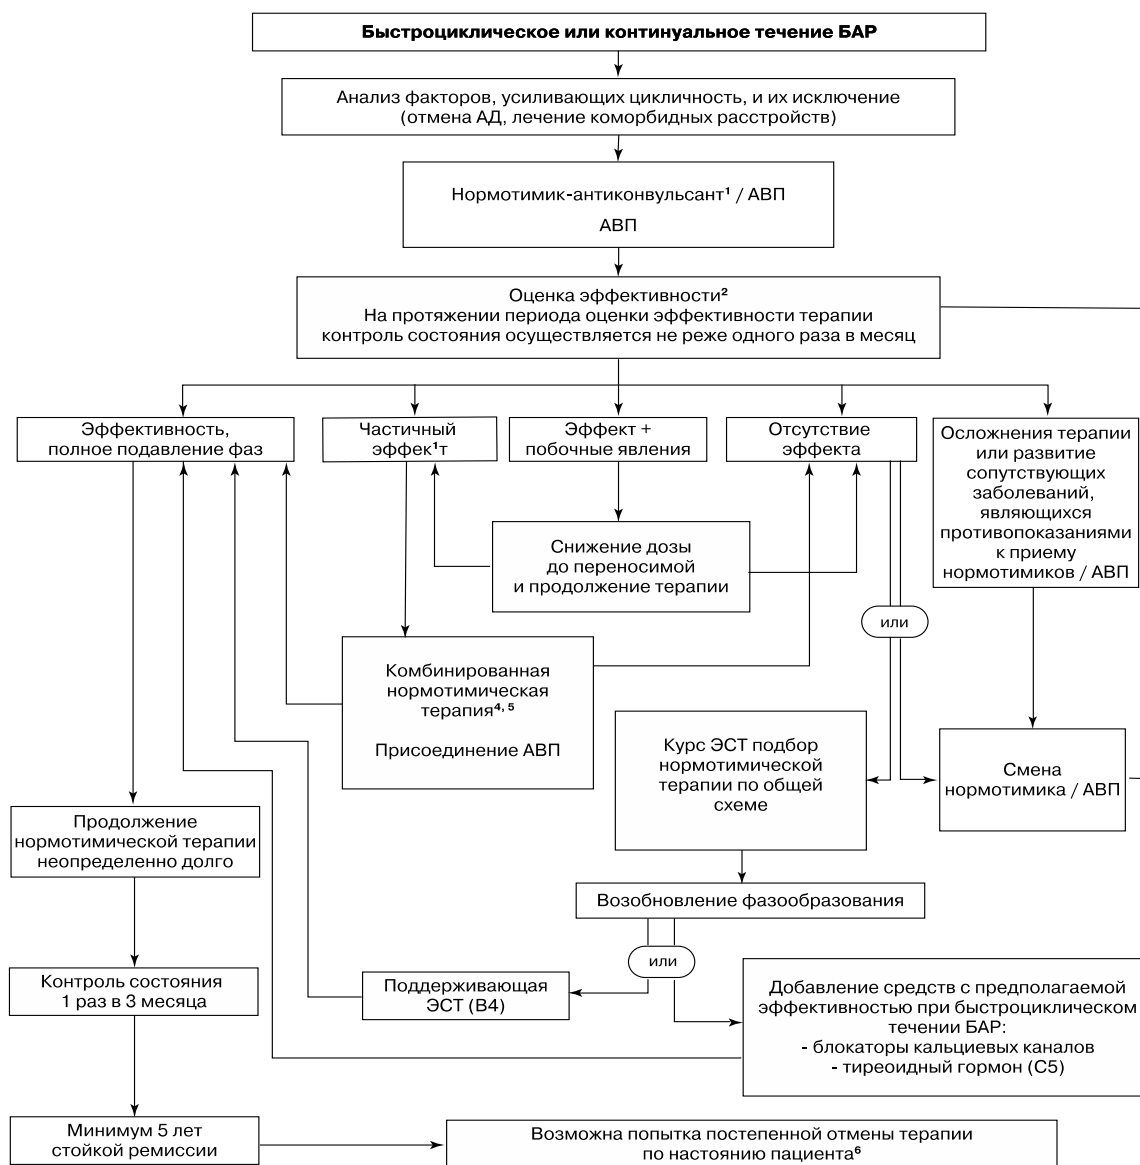 Быстроциклическое или континуальное течение БАР
Анализ факторов, усиливающих цикличность, и их исключение
(отмена АД, лечение коморбидных расстройств)
Нормотимик-антиконвульсант¹ / АВП
АВП
Оценка эффективности²
На протяжении периода оценки эффективности терапии
контроль состояния осуществляется не реже одного раза в месяц
Эффективность,
полное подавление фаз
Частичный
эффек¹т
Эффект +
побочные явления
Отсутствие
эффекта
Осложнения терапии
или развитие
сопутствующих
заболеваний,
являющихся
противопоказаниями
к приему
нормотимиков / АВП
Снижение дозы
до переносимой
и продолжение терапии
или
Комбинированная
нормотимическая
терапия⁴, ⁵
Присоединение АВП
Курс ЭСТ подбор
нормотимической
терапии по общей
схеме
Смена
нормотимика / АВП
Продолжение
нормотимической терапии
неопределенно долго
Возобновление фазообразования
или
Контроль состояния
1 раз в 3 месяца
Поддерживающая
ЭСТ (В4)
Добавление средств с предполагаемой
эффективностью при быстроциклическом
течении БАР:
- блокаторы кальциевых каналов
- тиреоидный гормон (С5)
Минимум 5 лет
стойкой ремиссии
Возможна попытка постепенной отмены терапии
по настоянию пациента⁶